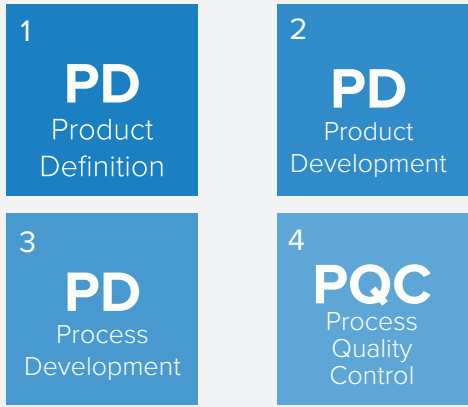 1
PD
Product
Definition
2
PD
Product
Development
3
PD
Process
Development
4
PQC
Process
Quality
Control